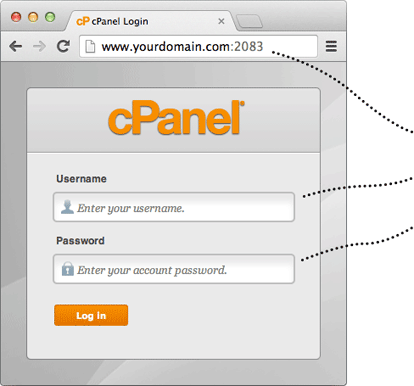 cP cPanel Login
www.yourdomain.com:2083
cPanel®
Username
Enter your username.
Password
Enter your account password.
Log in